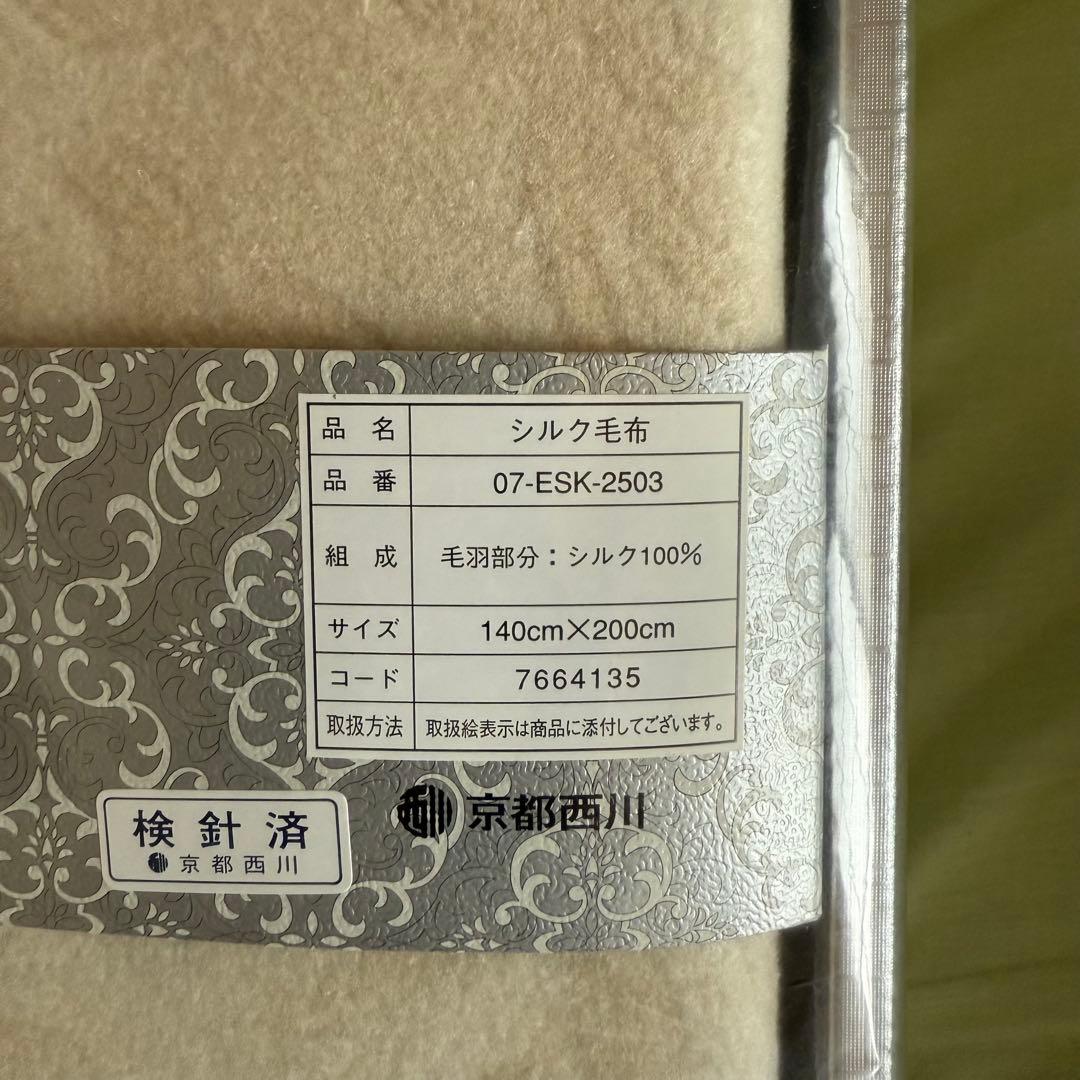 品名 シルク毛布
品番 07-ESK-2503
組成 毛羽部分：シルク100%
サイズ 140cm×200cm
コード 7664135
取扱方法 取扱絵表示は商品に添付してございます。
西川 京都西川
検針済
京都西川